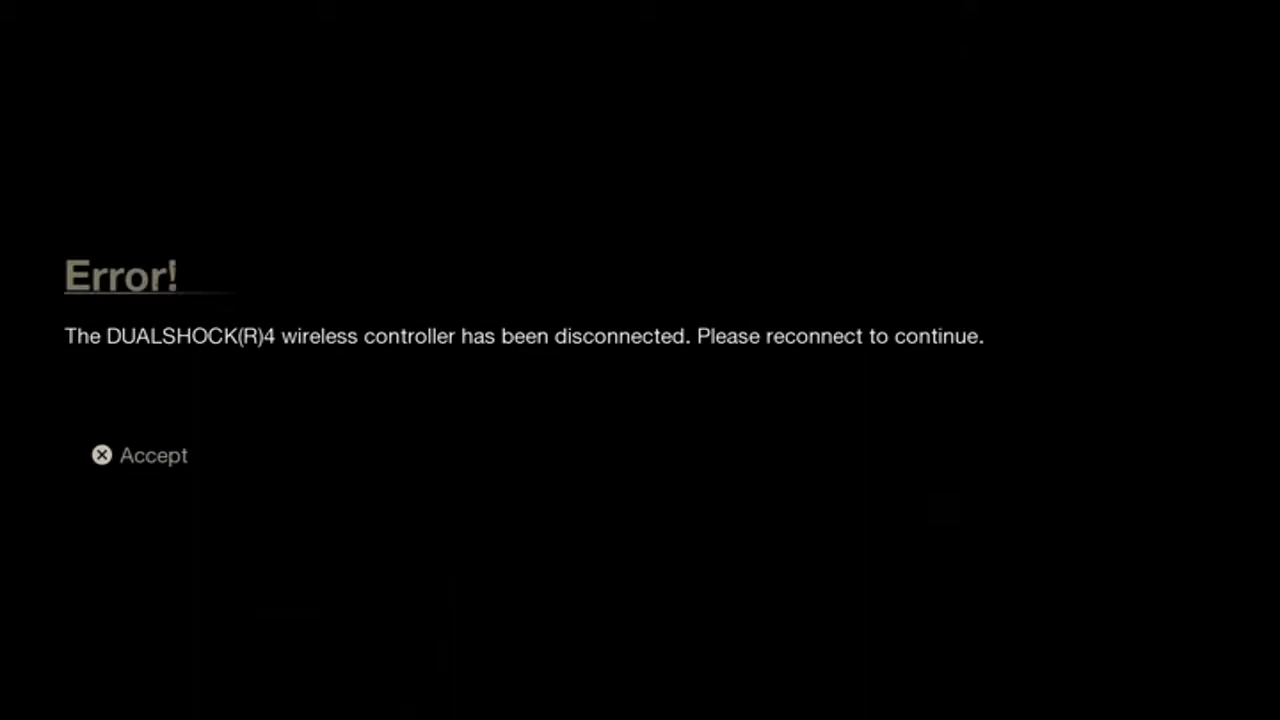 Error!
The DUALSHOCK(R)4 wireless controller has been disconnected. Please reconnect to continue.
Accept